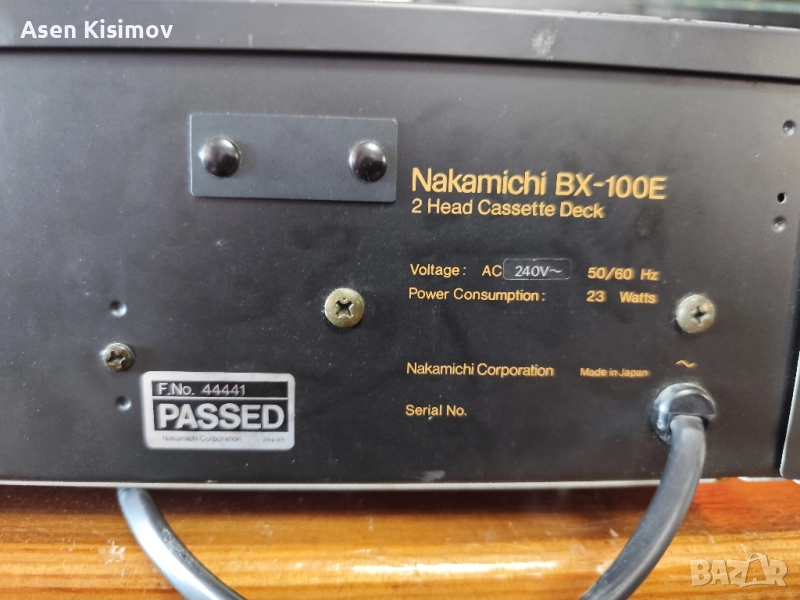 Asen Kisimov
Nakamichi BX-100E
2 Head Cassette Deck
Voltage: AC 240V~ 50/60 Hz
Power Consumption: 23 Watts
Nakamichi Corporation Made in Japan ~
Serial No.
F.No. 44441
PASSED
Nakamichi Corporation Japan
BAZAR